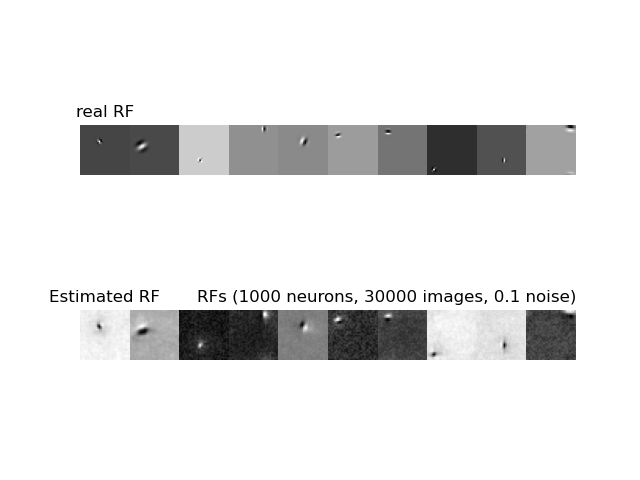 real RF
Estimated RF
RFs (1000 neurons, 30000 images, 0.1 noise)